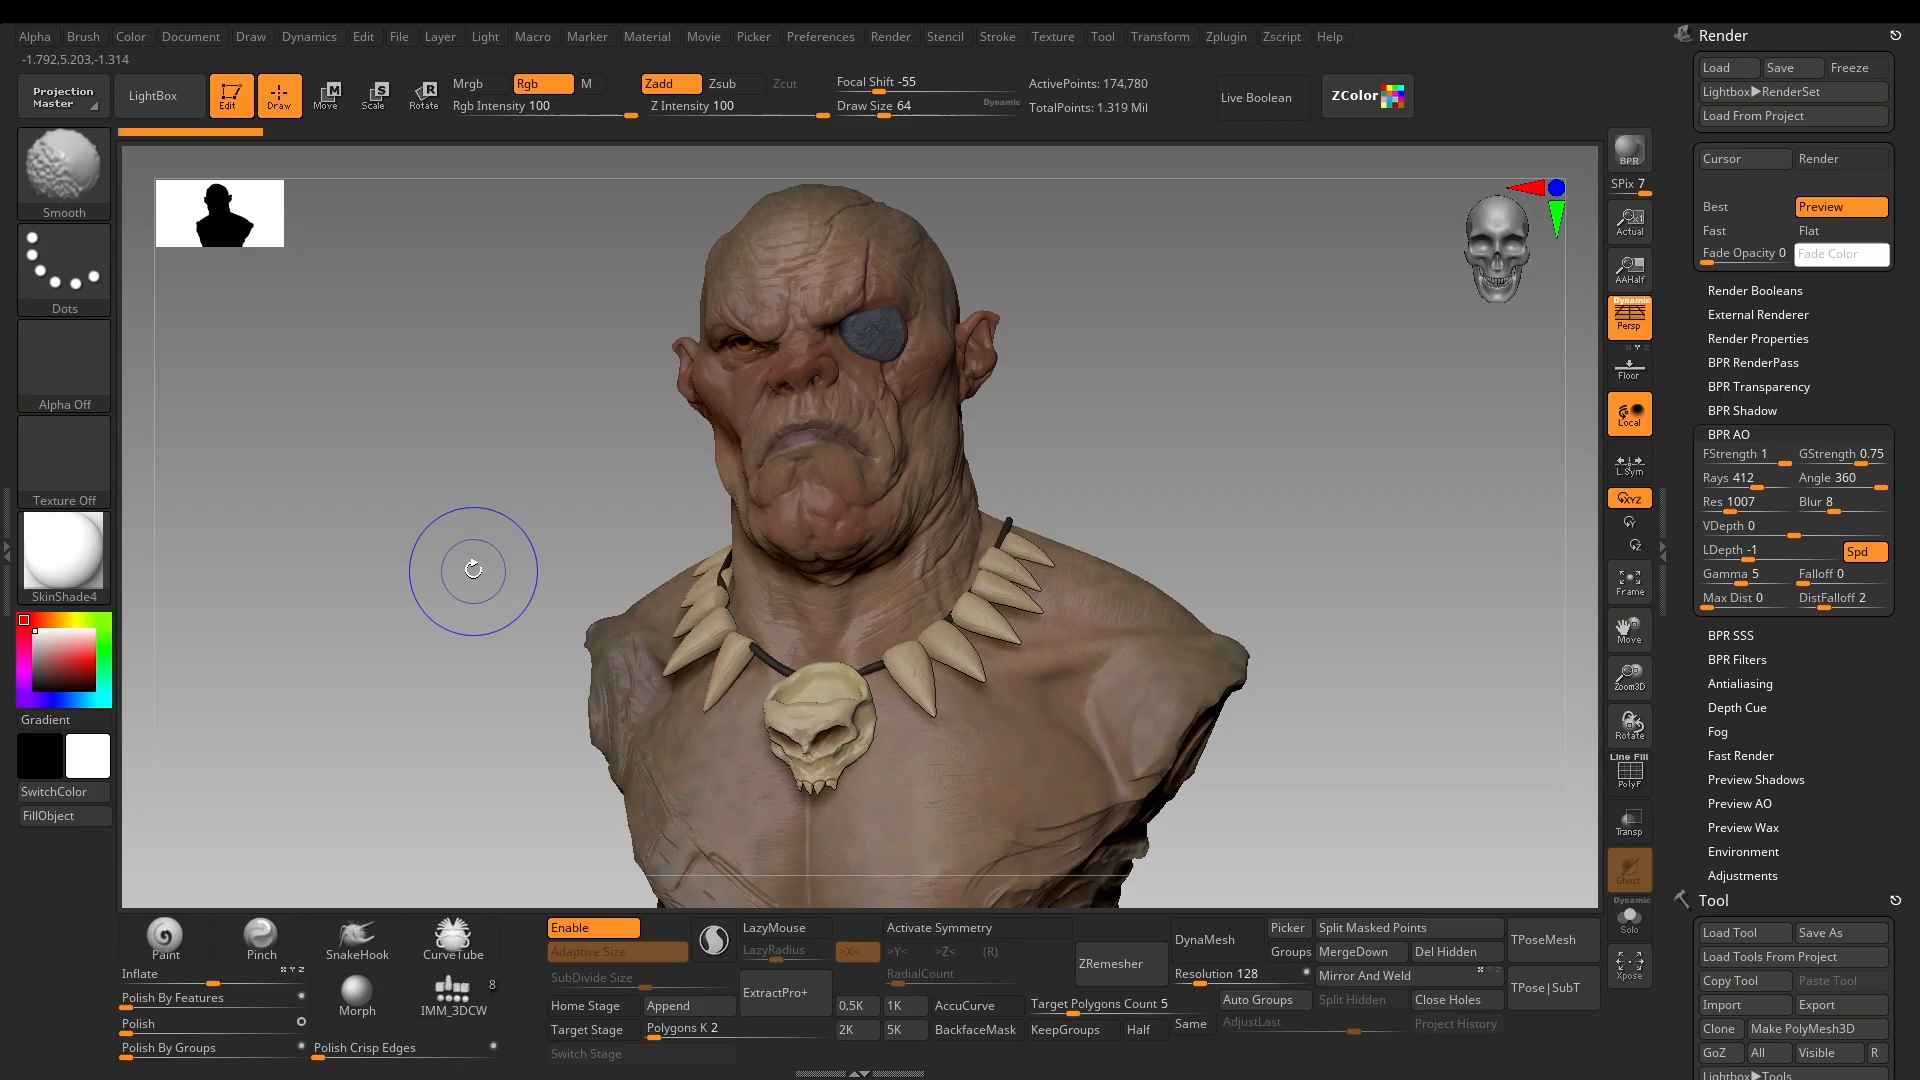 Alpha Brush Color Document Draw Dynamics Edit File Layer Light Macro Marker Material Movie Picker Preferences Render Stencil Stroke Texture Tool Transform Zplugin Zscript Help
-1.792,5.203,-1.314
Projection Master
LightBox
Edit
Draw
Move
Scale
Rotate
Mrgb Rgb M
Rgb Intensity 100
Zadd Zsub Zcut
Z Intensity 100
Focal Shift -55
Draw Size 64
Dynamic
ActivePoints: 174,780
TotalPoints: 1.319 Mil
Live Boolean
ZColor
Smooth
Dots
Alpha Off
Texture Off
SkinShade4
Gradient
SwitchColor
FillObject
BPR
SPix 7
Actual
AAHalf
Dynamic
Persp
Floor
Local
L.Sym
XYZ
Y
Z
Frame
Move
Zoom3D
Rotate
Line Fill
PolyF
Transp
Ghost
Dynamic
Solo
Xpose
Render
Load Save Freeze
Lightbox▶RenderSet
Load From Project
Cursor Render
Best Preview
Fast Flat
Fade Opacity 0 Fade Color
Render Booleans
External Renderer
Render Properties
BPR RenderPass
BPR Transparency
BPR Shadow
BPR AO
FStrength 1 GStrength 0.75
Rays 412 Angle 360
Res 1007 Blur 8
VDepth 0
LDepth -1 Spd
Gamma 5 Falloff 0
Max Dist 0 DistFalloff 2
BPR SSS
BPR Filters
Antialiasing
Depth Cue
Fog
Fast Render
Preview Shadows
Preview AO
Preview Wax
Environment
Adjustments
Tool
Load Tool Save As
Load Tools From Project
Copy Tool Paste Tool
Import Export
Clone Make PolyMesh3D
GoZ All Visible R
Lightbox▶Tools
Paint Pinch SnakeHook CurveTube
Inflate
Polish By Features
Polish
Polish By Groups
Morph
IMM_3DCW
8
Polish Crisp Edges
Enable
Adaptive Size
SubDivide Size
Home Stage Append
Target Stage Polygons K 2
Switch Stage
LazyMouse
LazyRadius
ExtractPro+
Activate Symmetry
>X< >Y< >Z< (R)
RadialCount
0,5K 1K AccuCurve
2K 5K BackfaceMask
ZRemesher
Target Polygons Count 5
KeepGroups Half Same
DynaMesh
Resolution 128
Picker
Groups
Split Masked Points
MergeDown Del Hidden
Mirror And Weld
Auto Groups Split Hidden Close Holes
AdjustLast Project History
TPoseMesh
TPose|SubT